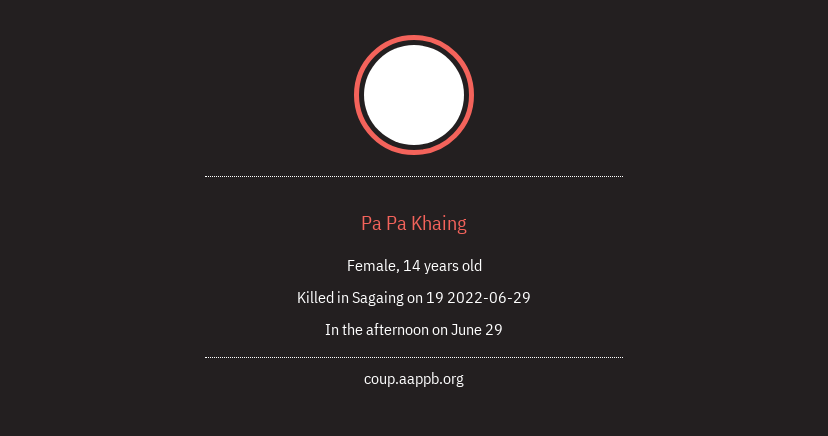 Pa Pa Khaing
Female, 14 years old
Killed in Sagaing on 19 2022-06-29
In the afternoon on June 29
coup.aappb.org